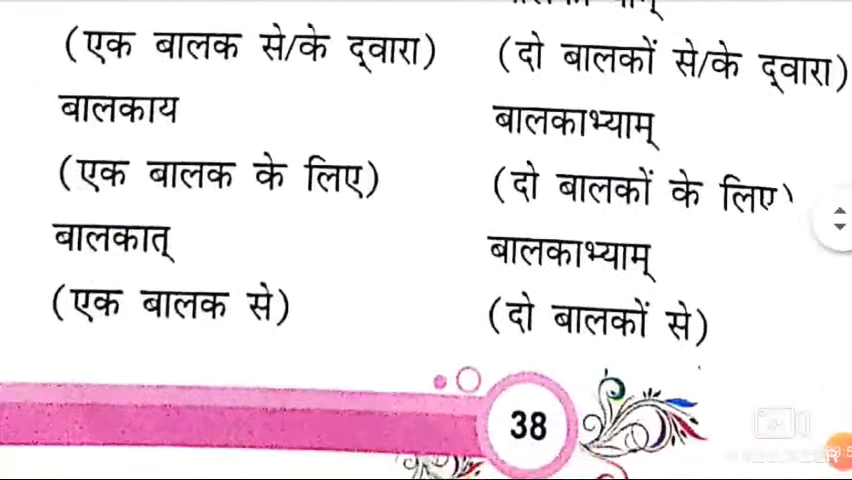 (एक बालक से/के द्वारा) (दो बालकों से/के द्वारा)
बालकाय बालकाभ्याम्
(एक बालक के लिए) (दो बालकों के लिए)
बालकात् बालकाभ्याम्
(एक बालक से) (दो बालकों से)
38